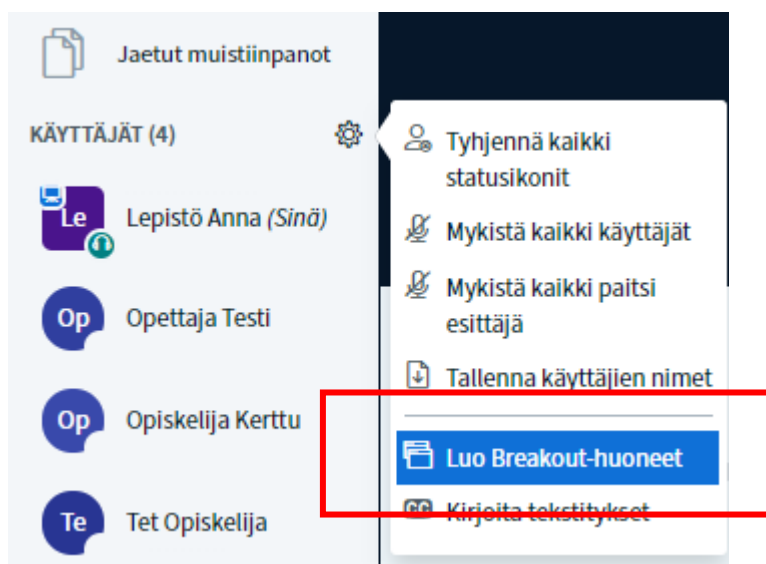 Jaetut muistiinpanot
KÄYTTÄJÄT (4)
Le
Lepistö Anna (Sinä)
Op
Opettaja Testi
Op
Opiskelija Kerttu
Te
Tet Opiskelija
Tyhjennä kaikki
statusikonit
Mykistä kaikki käyttäjät
Mykistä kaikki paitsi
esittäjä
Tallenna käyttäjien nimet
Luo Breakout-huoneet
CC
Kirjoita tekstitykset